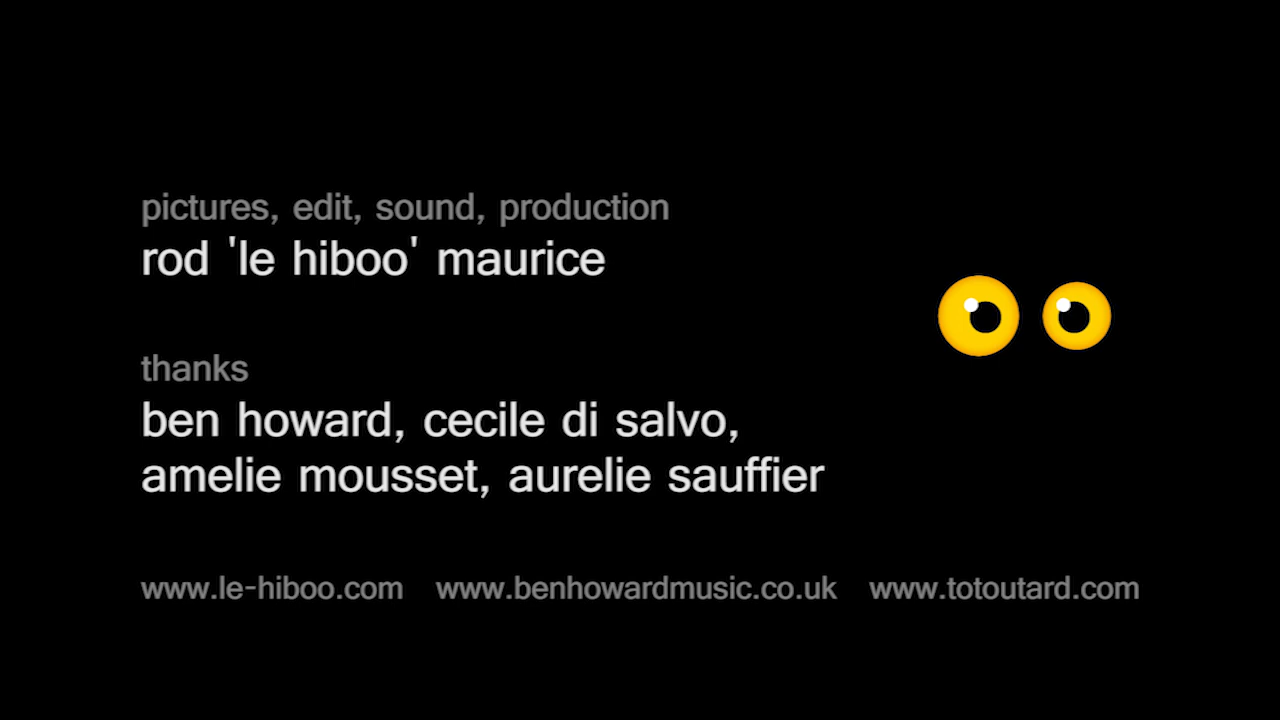 pictures, edit, sound, production
rod 'le hiboo' maurice
thanks
ben howard, cecile di salvo,
amelie mousset, aurelie sauffier
www.le-hiboo.com www.benhowardmusic.co.uk www.totoutard.com